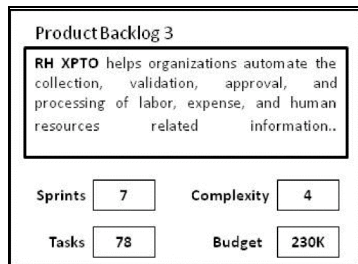 Product Backlog 3
RH XPTO helps organizations automate the
collection, validation, approval, and
processing of labor, expense, and human
resources related information..
Sprints 7 Complexity 4
Tasks 78 Budget 230K